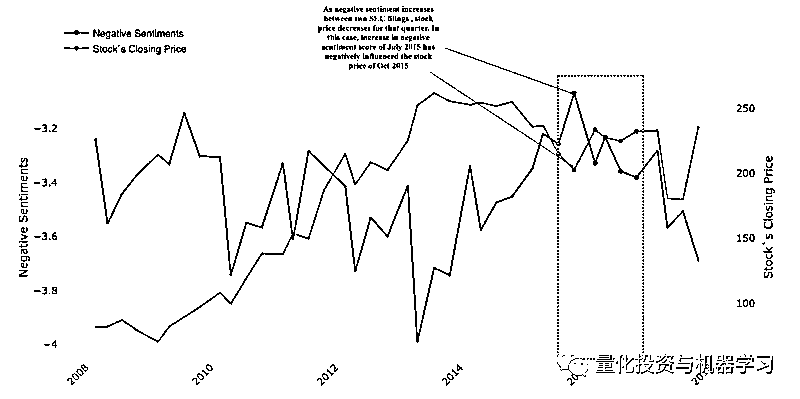 As negative sentiment increases
between two SEC filings, stock
price decreases for that quarter. In
this case, increase in negative
sentiment score of July 2015 has
negatively influenced the stock
price of Oct 2015
Negative Sentiments
Stock`s Closing Price
Negative Sentiments
−3.2
−3.4
−3.6
−3.8
−4
250
200
150
100
Stock`s Closing Price
2008
2010
2012
2014
量化投资与机器学习